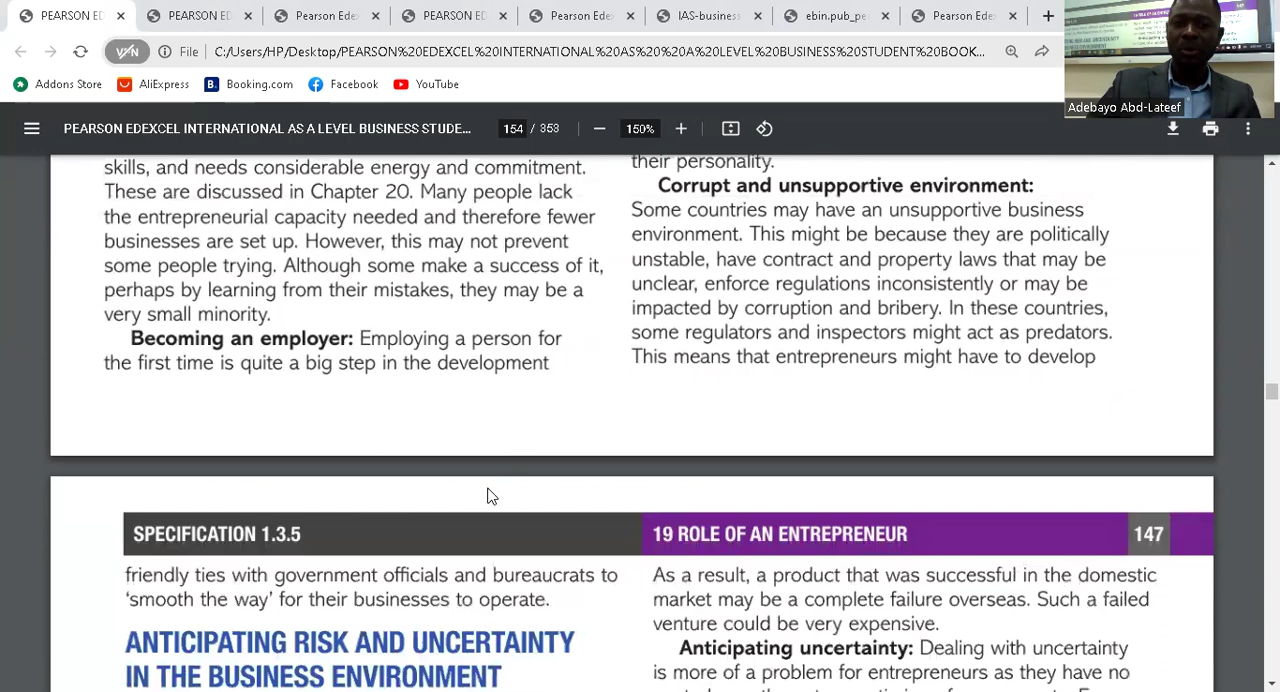 PEARSON ED
PEARSON ED
Pearson Edex
PEARSON ED
Pearson Edex
IAS-busines
ebin.pub_pe
Pearson Edex
File
C:/Users/HP/Desktop/PEARSON%20EDEXCEL%20INTERNATIONAL%20AS%20A%20LEVEL%20BUSINESS%20STUDENT%20BOOK...
Addons Store
AliExpress
Booking.com
Facebook
YouTube
Adebayo Abd-Lateef
PEARSON EDEXCEL INTERNATIONAL AS A LEVEL BUSINESS STUDE...
154 / 353
150%
skills, and needs considerable energy and commitment.
These are discussed in Chapter 20. Many people lack
the entrepreneurial capacity needed and therefore fewer
businesses are set up. However, this may not prevent
some people trying. Although some make a success of it,
perhaps by learning from their mistakes, they may be a
very small minority.
Becoming an employer: Employing a person for
the first time is quite a big step in the development
their personality.
Corrupt and unsupportive environment:
Some countries may have an unsupportive business
environment. This might be because they are politically
unstable, have contract and property laws that may be
unclear, enforce regulations inconsistently or may be
impacted by corruption and bribery. In these countries,
some regulators and inspectors might act as predators.
This means that entrepreneurs might have to develop
SPECIFICATION 1.3.5
19 ROLE OF AN ENTREPRENEUR
147
friendly ties with government officials and bureaucrats to
'smooth the way' for their businesses to operate.
ANTICIPATING RISK AND UNCERTAINTY
IN THE BUSINESS ENVIRONMENT
As a result, a product that was successful in the domestic
market may be a complete failure overseas. Such a failed
venture could be very expensive.
Anticipating uncertainty: Dealing with uncertainty
is more of a problem for entrepreneurs as they have no